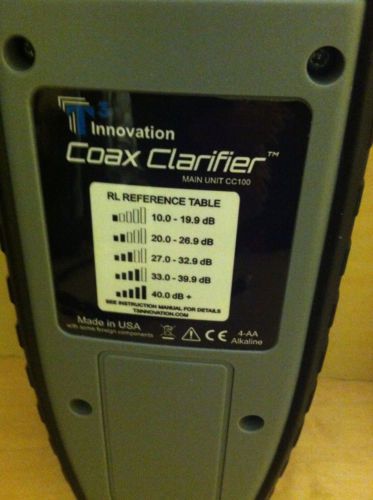 T3
Innovation
Coax Clarifier™
MAIN UNIT CC100
RL REFERENCE TABLE
10.0 - 19.9 dB
20.0 - 26.9 dB
27.0 - 32.9 dB
33.0 - 39.9 dB
40.0 dB +
SEE INSTRUCTION MANUAL FOR DETAILS
T3INNOVATION.COM
Made in USA
with some foreign components
CE
4-AA
Alkaline